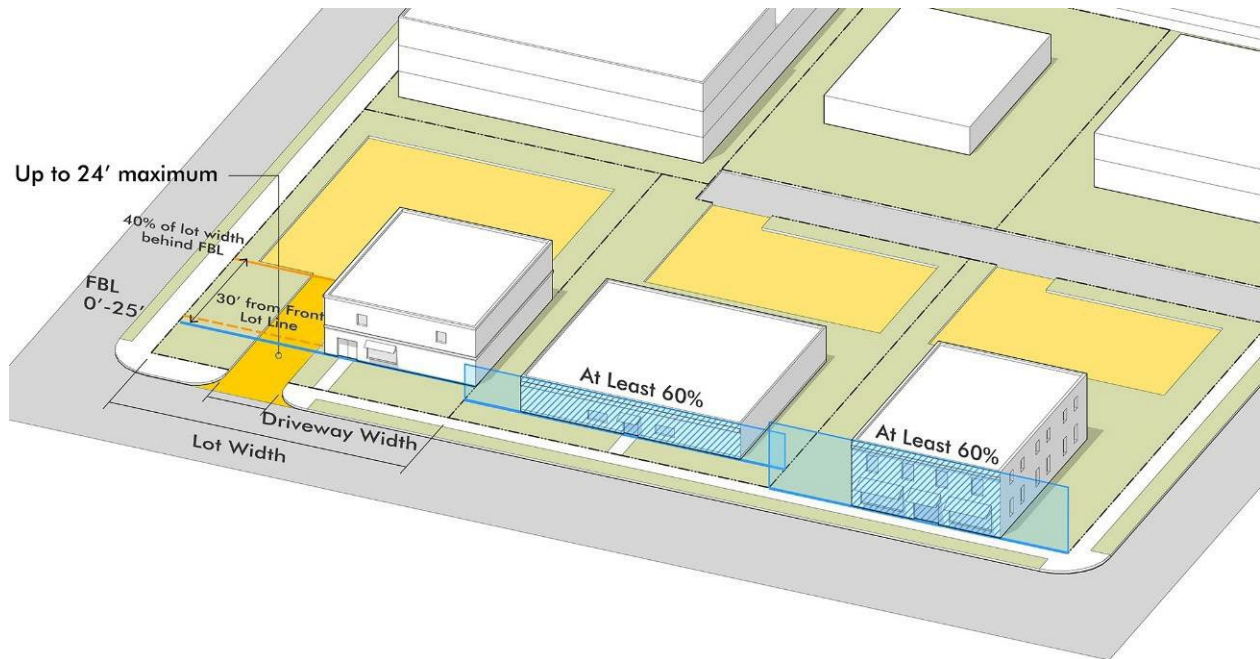 Up to 24’ maximum
40% of lot width
behind FBL
FBL
0’-25’
30’ from Front
Lot Line
At Least 60%
At Least 60%
Driveway Width
Lot Width